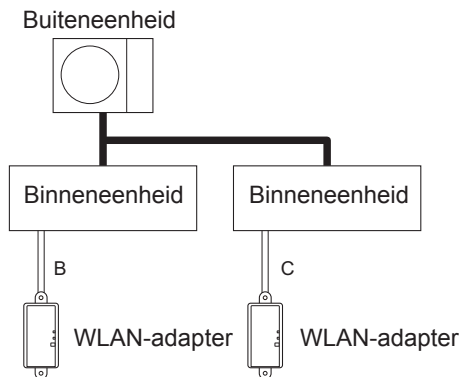 Buiteneenheid
Binneneenheid
Binneneenheid
B
C
WLAN-adapter
WLAN-adapter